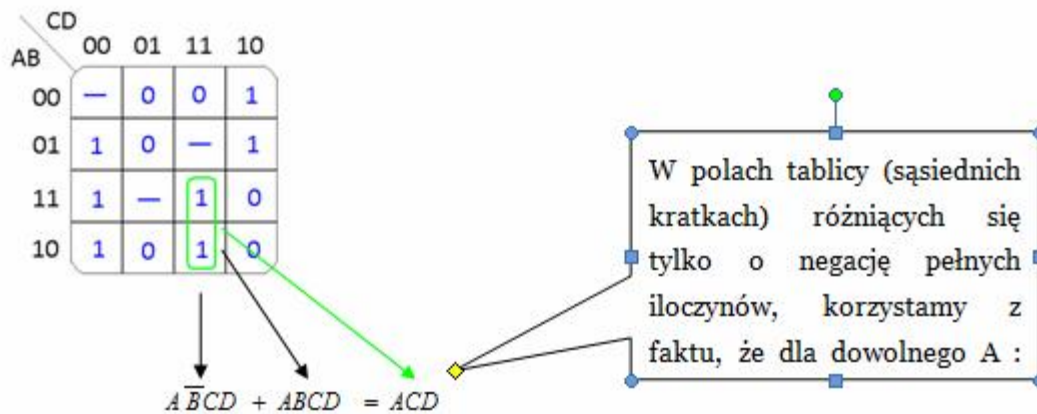 CD
AB 00 01 11 10
00 — 0 0 1
01 1 0 — 1
11 1 — 1 0
10 1 0 1 0
W polach tablicy (sąsiednich
kratkach) różniących się
tylko o negację pełnych
iloczynów, korzystamy z
faktu, że dla dowolnego A :
AB̅CD + ABCD = ACD